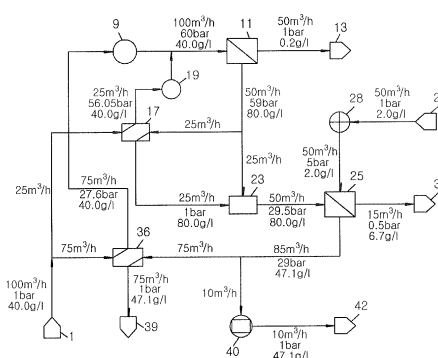 9
100m³/h
60bar
40.0g/l
11
50m³/h
1bar
0.2g/l
13
25m³/h
56.05bar
40.0g/l
19
50m³/h
59bar
80.0g/l
28
50m³/h
1bar
2.0g/l
17
25m³/h
25m³/h
75m³/h
27.6bar
40.0g/l
25m³/h
50m³/h
5bar
2.0g/l
25m³/h
1bar
80.0g/l
23
50m³/h
29.5bar
80.0g/l
25
15m³/h
0.5bar
6.7g/l
75m³/h
36
75m³/h
85m³/h
29bar
47.1g/l
100m³/h
1bar
40.0g/l
75m³/h
1bar
47.1g/l
10m³/h
42
1
39
40
10m³/h
1bar
47.1g/l